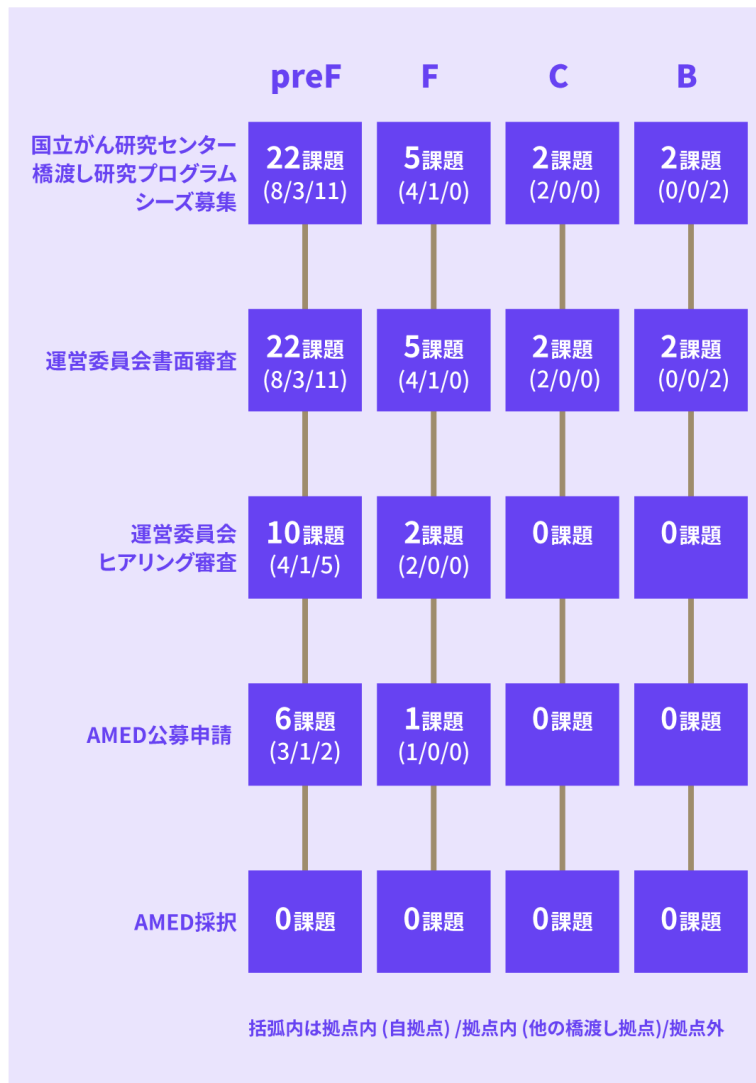 preF F C B
国立がん研究センター
橋渡し研究プログラム
シーズ募集
22課題 5課題 2課題 2課題
(8/3/11) (4/1/0) (2/0/0) (0/0/2)
運営委員会書面審査
22課題 5課題 2課題 2課題
(8/3/11) (4/1/0) (2/0/0) (0/0/2)
運営委員会
ヒアリング審査
10課題 2課題 0課題 0課題
(4/1/5) (2/0/0)
AMED公募申請
6課題 1課題 0課題 0課題
(3/1/2) (1/0/0)
AMED採択
0課題 0課題 0課題 0課題
括弧内は拠点内 (自拠点) /拠点内 (他の橋渡し拠点)/拠点外